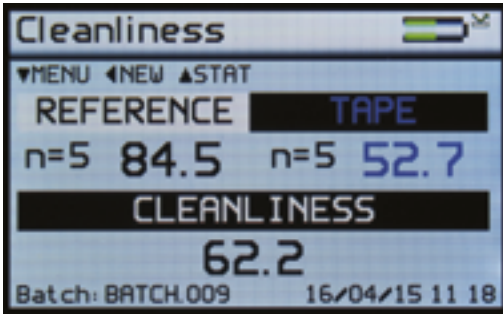 Cleanliness
▼MENU ◀NEW ▲STAT
REFERENCE TAPE
n=5 84.5 n=5 52.7
CLEANLINESS
62.2
Batch: BATCH.009 16/04/15 11 18